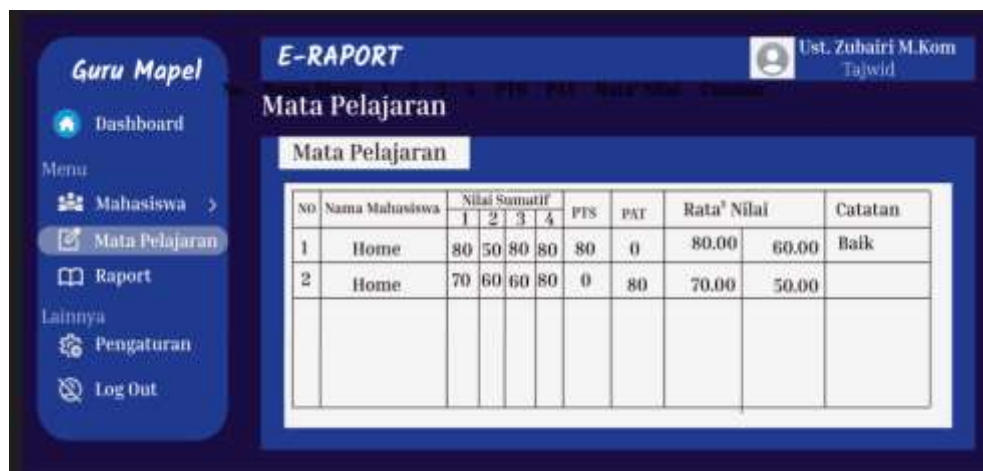 Guru Mapel
Dashboard
Menu
Mahasiswa >
Mata Pelajaran
Raport
Lainnya
Pengaturan
Log Out
E-RAPORT
Ust. Zubairi M.Kom
Tajwid
PTS PAT
Mata Pelajaran
Mata Pelajaran
NO Nama Mahasiswa Nilai Sumatif PTS PAT Rata² Nilai Catatan
1 2 3 4
1 Home 80 50 80 80 80 0 80.00 60.00 Baik
2 Home 70 60 60 80 0 80 70.00 50.00